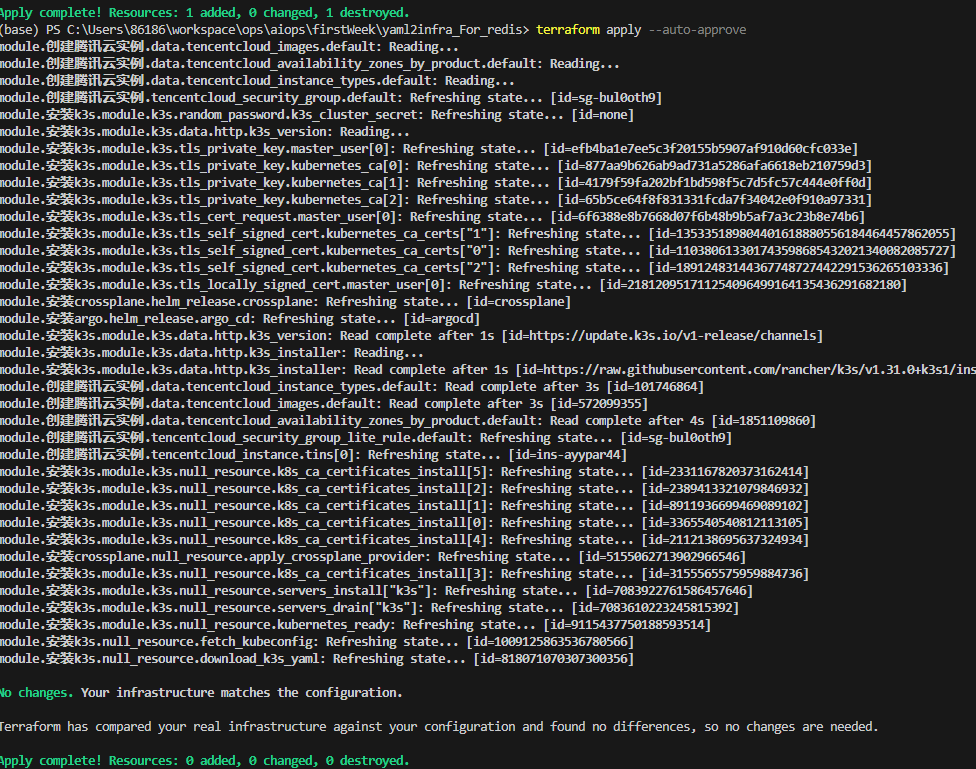 Apply complete! Resources: 1 added, 0 changed, 1 destroyed.
(base) PS C:\Users\86186\workspace\ops\aiops\firstWeek\yaml2infra_For_redis> terraform apply --auto-approve
module.创建腾讯云实例.data.tencentcloud_images.default: Reading...
module.创建腾讯云实例.data.tencentcloud_availability_zones_by_product.default: Reading...
module.创建腾讯云实例.data.tencentcloud_instance_types.default: Reading...
module.创建腾讯云实例.tencentcloud_security_group.default: Refreshing state... [id=sg-bul0oth9]
module.安装k3s.module.k3s.random_password.k3s_cluster_secret: Refreshing state... [id=none]
module.安装k3s.module.k3s.data.http.k3s_version: Reading...
module.安装k3s.module.k3s.tls_private_key.master_user[0]: Refreshing state... [id=efb4ba1e7ee5c3f20155b5907af910d60cfc033e]
module.安装k3s.module.k3s.tls_private_key.kubernetes_ca[0]: Refreshing state... [id=877aa9b626ab9ad731a5286afa6618eb210759d3]
module.安装k3s.module.k3s.tls_private_key.kubernetes_ca[1]: Refreshing state... [id=4179f59fa202bf1bd598f5c7d5fc57c444e0ff0d]
module.安装k3s.module.k3s.tls_private_key.kubernetes_ca[2]: Refreshing state... [id=65b5ce64f8f831331fcda7f34042e0f910a97331]
module.安装k3s.module.k3s.tls_cert_request.master_user[0]: Refreshing state... [id=6f6388e8b7668d07f6b48b9b5af7a3c23b8e74b6]
module.安装k3s.module.k3s.tls_self_signed_cert.kubernetes_ca_certs["1"]: Refreshing state... [id=135335189804401618880556184464457862055]
module.安装k3s.module.k3s.tls_self_signed_cert.kubernetes_ca_certs["0"]: Refreshing state... [id=110380613301743598685432021340082085727]
module.安装k3s.module.k3s.tls_self_signed_cert.kubernetes_ca_certs["2"]: Refreshing state... [id=18912483144367748727442291536265103336]
module.安装k3s.module.k3s.tls_locally_signed_cert.master_user[0]: Refreshing state... [id=218120951711254096499164135436291682180]
module.安装crossplane.helm_release.crossplane: Refreshing state... [id=crossplane]
module.安装argo.helm_release.argo_cd: Refreshing state... [id=argocd]
module.安装k3s.module.k3s.data.http.k3s_version: Read complete after 1s [id=https://update.k3s.io/v1-release/channels]
module.安装k3s.module.k3s.data.http.k3s_installer: Reading...
module.安装k3s.module.k3s.data.http.k3s_installer: Read complete after 1s [id=https://raw.githubusercontent.com/rancher/k3s/v1.31.0+k3s1/ins
module.创建腾讯云实例.data.tencentcloud_instance_types.default: Read complete after 3s [id=101746864]
module.创建腾讯云实例.data.tencentcloud_images.default: Read complete after 3s [id=572099355]
module.创建腾讯云实例.data.tencentcloud_availability_zones_by_product.default: Read complete after 4s [id=1851109860]
module.创建腾讯云实例.tencentcloud_security_group_lite_rule.default: Refreshing state... [id=sg-bul0oth9]
module.创建腾讯云实例.tencentcloud_instance.tins[0]: Refreshing state... [id=ins-ayypar44]
module.安装k3s.module.k3s.null_resource.k8s_ca_certificates_install[5]: Refreshing state... [id=2331167820373162414]
module.安装k3s.module.k3s.null_resource.k8s_ca_certificates_install[2]: Refreshing state... [id=2389413321079846932]
module.安装k3s.module.k3s.null_resource.k8s_ca_certificates_install[1]: Refreshing state... [id=8911936699469089102]
module.安装k3s.module.k3s.null_resource.k8s_ca_certificates_install[0]: Refreshing state... [id=3365540540812113105]
module.安装k3s.module.k3s.null_resource.k8s_ca_certificates_install[4]: Refreshing state... [id=2112138695637324934]
module.安装crossplane.null_resource.apply_crossplane_provider: Refreshing state... [id=5155062713902966546]
module.安装k3s.module.k3s.null_resource.k8s_ca_certificates_install[3]: Refreshing state... [id=3155565575959884736]
module.安装k3s.module.k3s.null_resource.servers_install["k3s"]: Refreshing state... [id=7083922761586457646]
module.安装k3s.module.k3s.null_resource.servers_drain["k3s"]: Refreshing state... [id=7083610223245815392]
module.安装k3s.module.k3s.null_resource.kubernetes_ready: Refreshing state... [id=9115437750188593514]
module.安装k3s.null_resource.fetch_kubeconfig: Refreshing state... [id=1009125863536780566]
module.安装k3s.null_resource.download_k3s_yaml: Refreshing state... [id=818071070307300356]
No changes. Your infrastructure matches the configuration.
Terraform has compared your real infrastructure against your configuration and found no differences, so no changes are needed.
Apply complete! Resources: 0 added, 0 changed, 0 destroyed.